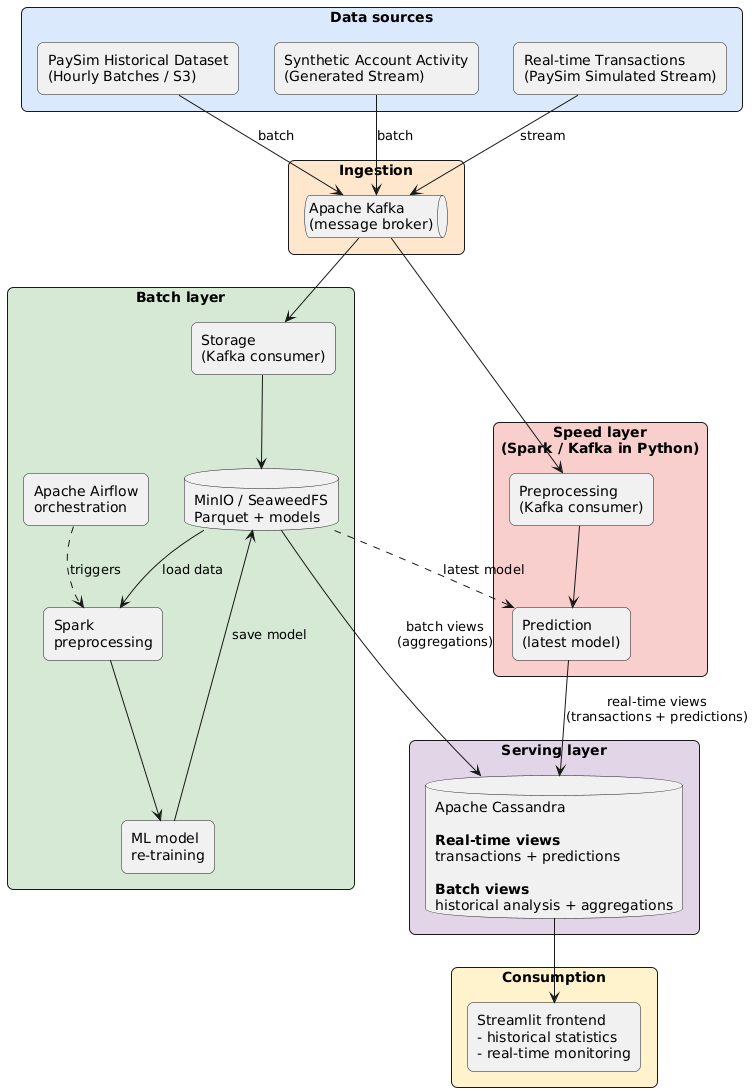 Data sources
PaySim Historical Dataset
(Hourly Batches / S3)
Synthetic Account Activity
(Generated Stream)
Real-time Transactions
(PaySim Simulated Stream)
batch
batch
stream
Ingestion
Apache Kafka
(message broker)
Batch layer
Storage
(Kafka consumer)
Apache Airflow
orchestration
MinIO / SeaweedFS
Parquet + models
triggers
load data
Spark
preprocessing
save model
ML model
re-training
Speed layer
(Spark / Kafka in Python)
Preprocessing
(Kafka consumer)
latest model
Prediction
(latest model)
batch views
(aggregations)
real-time views
(transactions + predictions)
Serving layer
Apache Cassandra
Real-time views
transactions + predictions
Batch views
historical analysis + aggregations
Consumption
Streamlit frontend
- historical statistics
- real-time monitoring